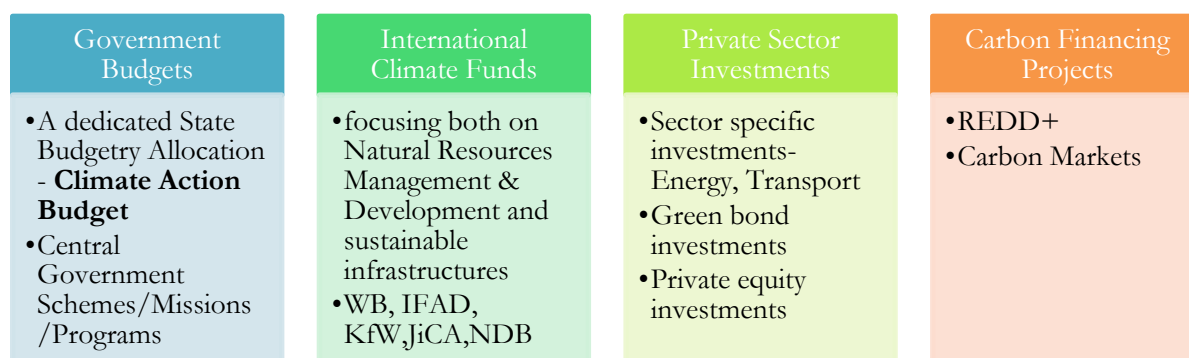 Government
Budgets
•A dedicated State
Budgetry Allocation
- Climate Action
Budget
•Central
Government
Schemes/Missions
/Programs
International
Climate Funds
•focusing both on
Natural Resources
Management &
Development and
sustainable
infrastructures
•WB, IFAD,
KfW,JiCA,NDB
Private Sector
Investments
•Sector specific
investments-
Energy, Transport
•Green bond
investments
•Private equity
investments
Carbon Financing
Projects
•REDD+
•Carbon Markets